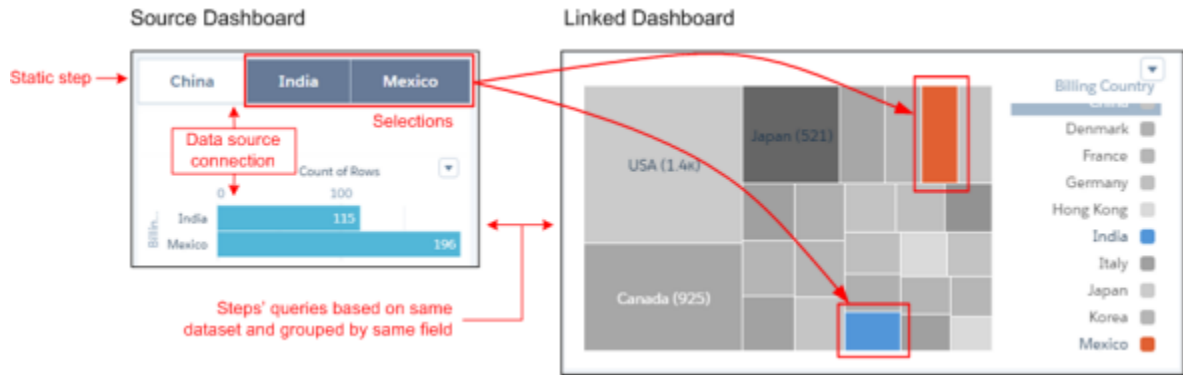 Source Dashboard
Linked Dashboard
Static step
China
India
Mexico
Selections
Data source
connection
Count of Rows
0
100
Billin...
India
115
Mexico
196
Steps' queries based on same
dataset and grouped by same field
USA (1.4K)
Japan (521)
Canada (925)
Billing Country
China
Denmark
France
Germany
Hong Kong
India
Italy
Japan
Korea
Mexico